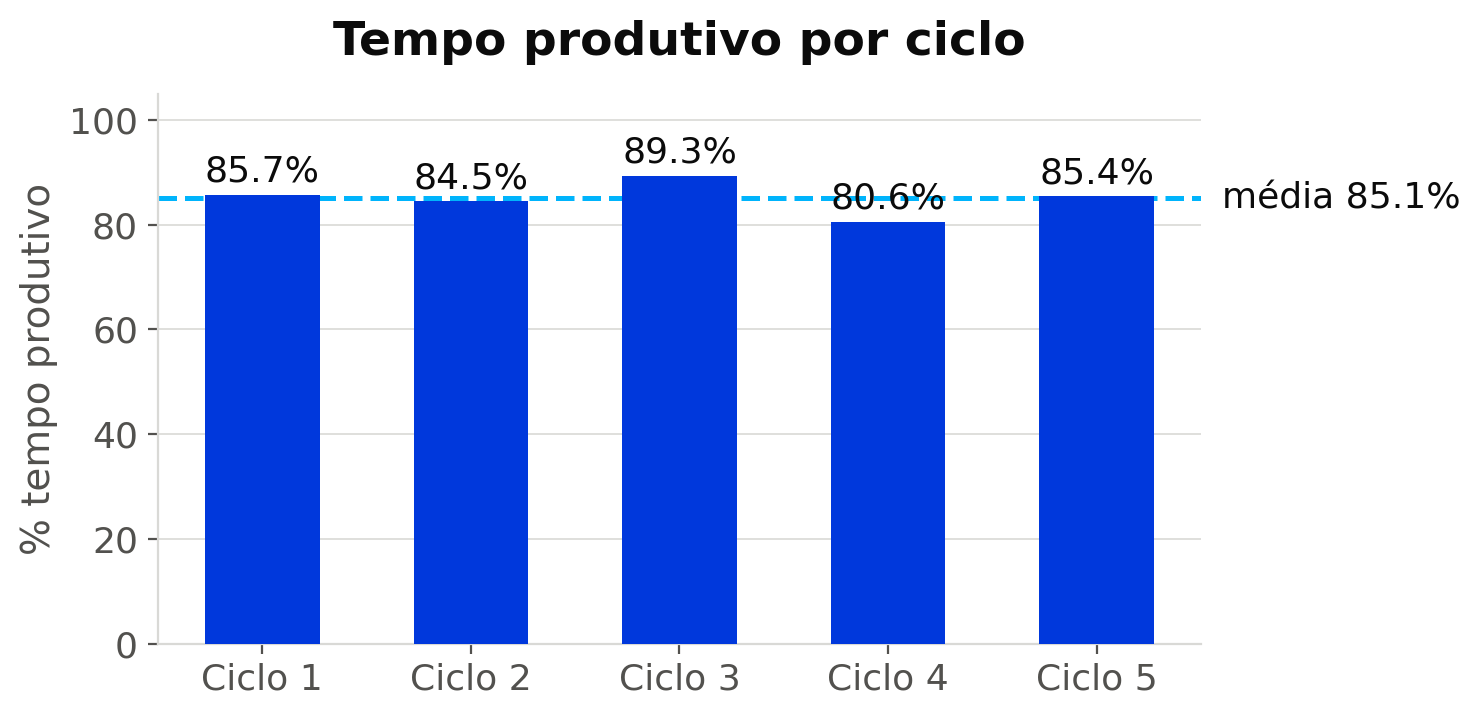 Tempo produtivo por ciclo
% tempo produtivo
100
80
60
40
20
0
85.7%
84.5%
89.3%
80.6%
85.4%
média 85.1%
Ciclo 1
Ciclo 2
Ciclo 3
Ciclo 4
Ciclo 5